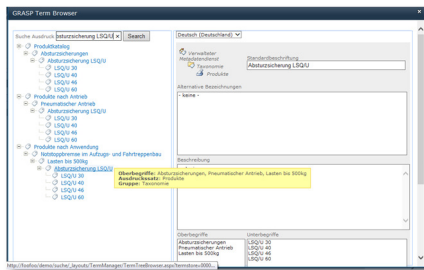 GRASP Term Browser
Suche Ausdruck
bsturzsicherung LSQ/U
Search
Produktkatalog
Absturzsicherungen
Absturzsicherung LSQ/U
LSQ/U 30
LSQ/U 40
LSQ/U 46
LSQ/U 60
Produkte nach Antrieb
Pneumatischer Antrieb
Absturzsicherung LSQ/U
LSQ/U 30
LSQ/U 40
LSQ/U 46
LSQ/U 60
Produkte nach Anwendung
Notstoppbremse im Aufzugs- und Fahrtreppenbau
Lasten bis 500kg
Absturzsicherung LSQ/U
LSQ/U 30
LSQ/U 40
LSQ/U 46
LSQ/U 60
Deutsch (Deutschland)
Verwalteter
Metadatendienst
Taxonomie
Produkte
Standardbeschriftung
Absturzsicherung LSQ/U
Alternative Bezeichnungen
- keine -
Beschreibung
Oberbegriffe: Absturzsicherungen, Pneumatischer Antrieb, Lasten bis 500kg
Ausdruckssatz: Produkte
Gruppe: Taxonomie
Oberbegriffe
Absturzsicherungen
Pneumatischer Antrieb
Lasten bis 500kg
Unterbegriffe
LSQ/U 30
LSQ/U 40
LSQ/U 46
LSQ/U 60